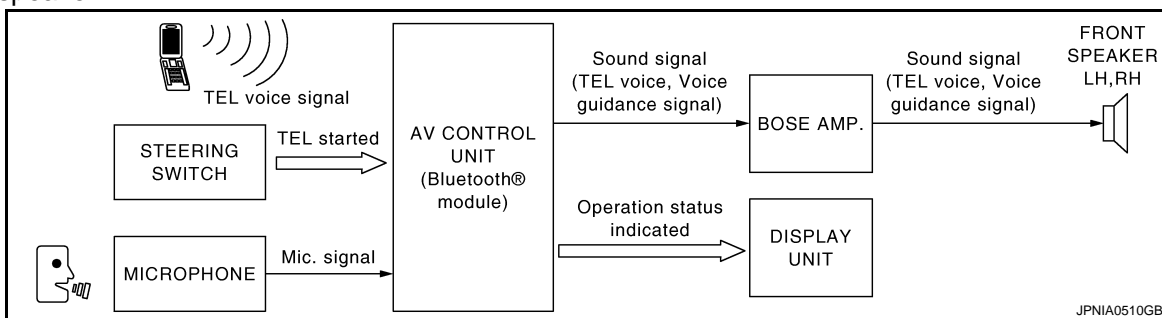 TEL voice signal
STEERING
SWITCH
TEL started
MICROPHONE
Mic. signal
AV CONTROL
UNIT
(Bluetooth®
module)
Sound signal
(TEL voice, Voice
guidance signal)
BOSE AMP.
Sound signal
(TEL voice, Voice
guidance signal)
FRONT
SPEAKER
LH,RH
Operation status
indicated
DISPLAY
UNIT
JPNIA0510GB